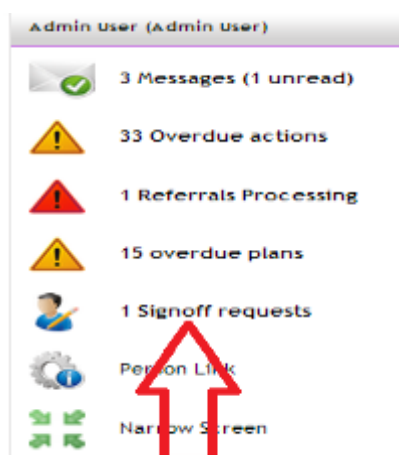 Admin User (Admin User)
3 Messages (1 unread)
33 Overdue actions
1 Referrals Processing
15 overdue plans
1 Signoff requests
Person Link
Narrow Screen